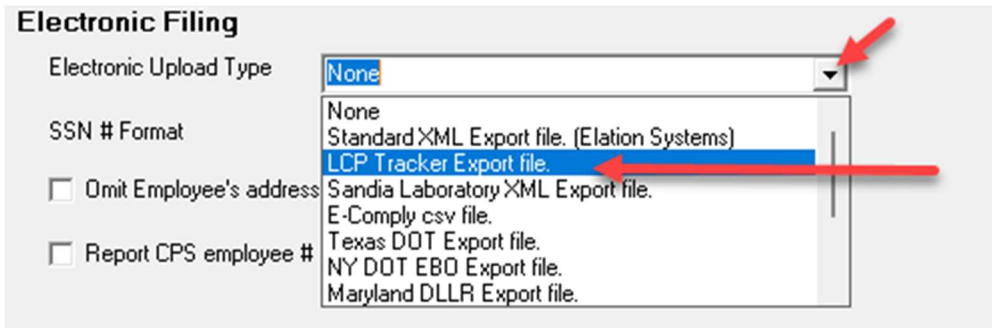 Electronic Filing
Electronic Upload Type
None
None
SSN # Format
Standard XML Export file. (Elation Systems)
LCP Tracker Export file.
Omit Employee's address
Sandia Laboratory XML Export file.
E-Comply csv file.
Report CPS employee #
Texas DOT Export file.
NY DOT EBO Export file.
Maryland DLLR Export file.